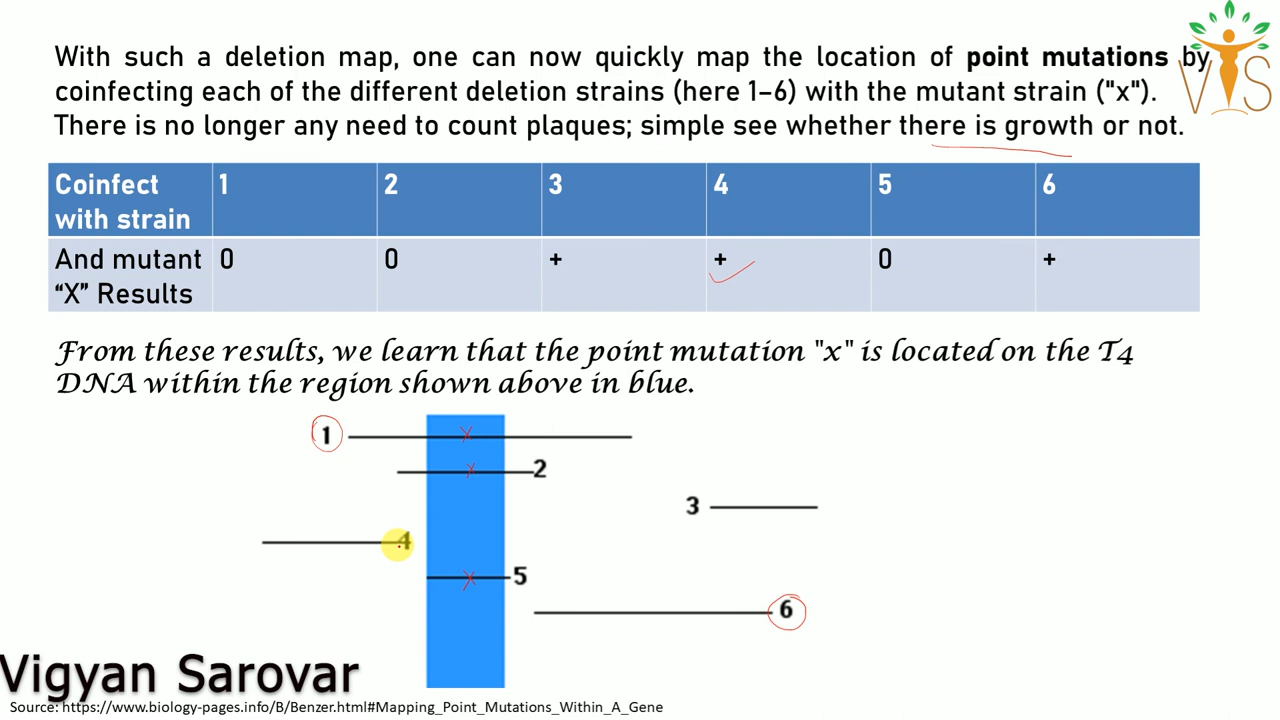 With such a deletion map, one can now quickly map the location of point mutations by
coinfecting each of the different deletion strains (here 1–6) with the mutant strain ("x").
There is no longer any need to count plaques; simple see whether there is growth or not.
VIS
Coinfect with strain 1 2 3 4 5 6
And mutant “X” Results 0 0 + + 0 +
From these results, we learn that the point mutation "x" is located on the T4
DNA within the region shown above in blue.
1
2
3
4
5
6
Vigyan Sarovar
Source: https://www.biology-pages.info/B/Benzer.html#Mapping_Point_Mutations_Within_A_Gene